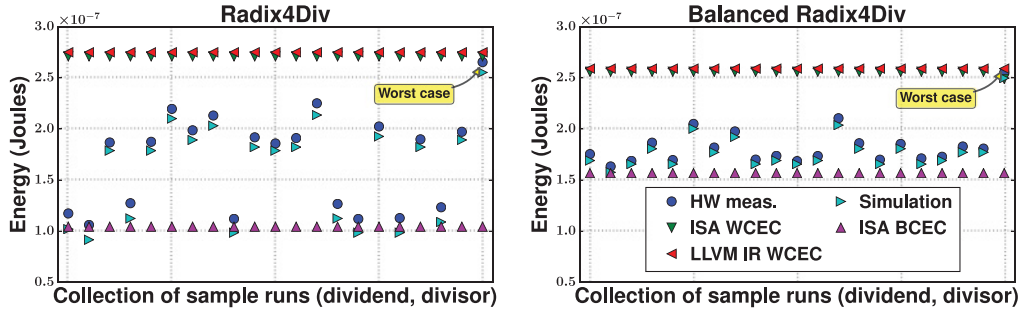 Radix4Div
×10⁻⁷
3.0
2.5
2.0
1.5
1.0
0.5
Energy (Joules)
Worst case
Collection of sample runs (dividend, divisor)
Balanced Radix4Div
×10⁻⁷
3.0
2.5
2.0
1.5
1.0
0.5
Energy (Joules)
Worst case
HW meas.
Simulation
ISA WCEC
ISA BCEC
LLVM IR WCEC
Collection of sample runs (dividend, divisor)